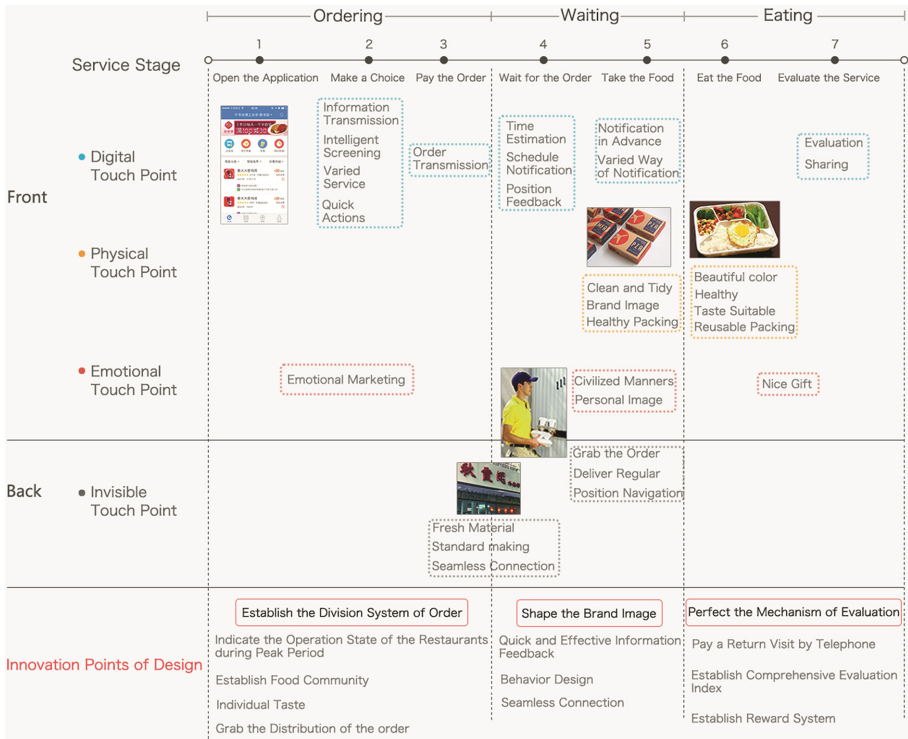 Ordering
Waiting
Eating
1
2
3
4
5
6
7
Service Stage
Open the Application
Make a Choice
Pay the Order
Wait for the Order
Take the Food
Eat the Food
Evaluate the Service
Front
Digital
Touch Point
Information
Transmission
Intelligent
Screening
Varied
Service
Quick
Actions
Order
Transmission
Time
Estimation
Schedule
Notification
Position
Feedback
Notification
in Advance
Varied Way
of Notification
Evaluation
Sharing
Physical
Touch Point
Clean and Tidy
Brand Image
Healthy Packing
Beautiful color
Healthy
Taste Suitable
Reusable Packing
Emotional
Touch Point
Emotional Marketing
Civilized Manners
Personal Image
Nice Gift
Back
Invisible
Touch Point
Grab the Order
Deliver Regular
Position Navigation
Fresh Material
Standard making
Seamless Connection
Innovation Points of Design
Establish the Division System of Order
Indicate the Operation State of the Restaurants
during Peak Period
Establish Food Community
Individual Taste
Grab the Distribution of the order
Shape the Brand Image
Quick and Effective Information
Feedback
Behavior Design
Seamless Connection
Perfect the Mechanism of Evaluation
Pay a Return Visit by Telephone
Establish Comprehensive Evaluation
Index
Establish Reward System